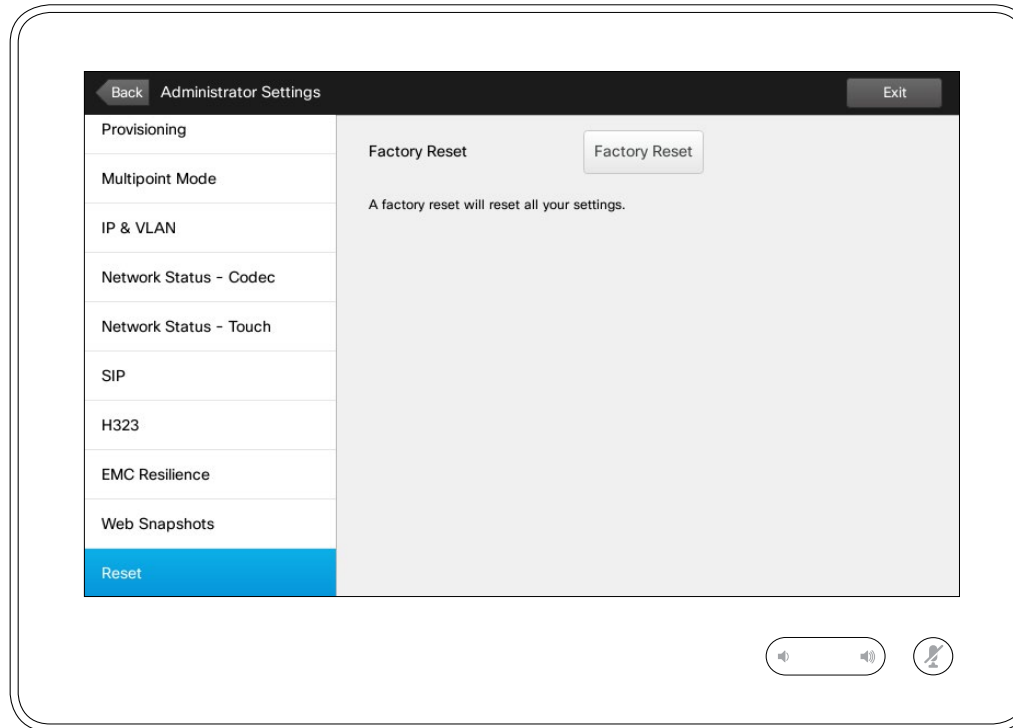 Back Administrator Settings Exit
Provisioning
Multipoint Mode
IP & VLAN
Network Status - Codec
Network Status - Touch
SIP
H323
EMC Resilience
Web Snapshots
Reset
Factory Reset Factory Reset
A factory reset will reset all your settings.